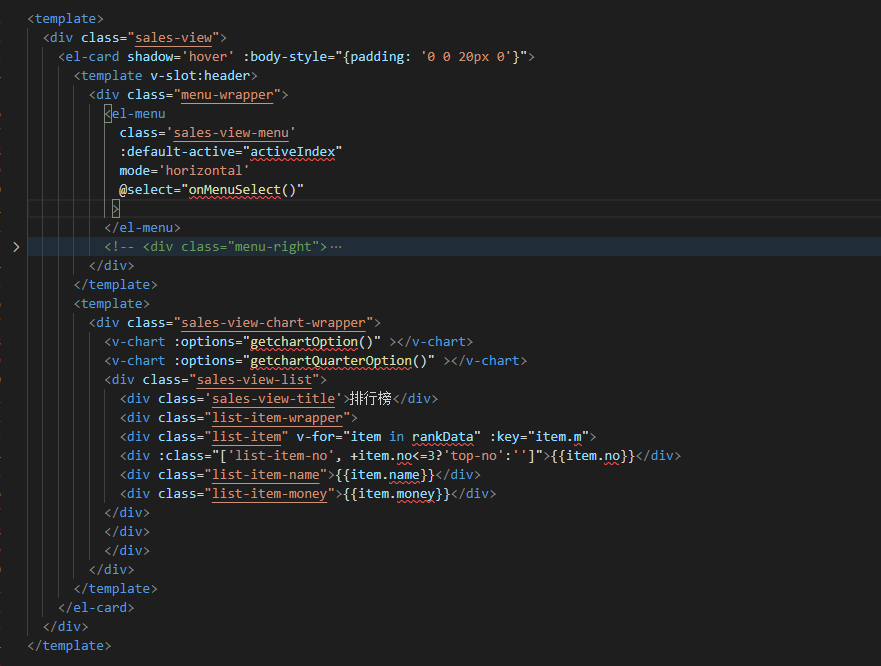 <template>
<div class="sales-view">
<el-card shadow='hover' :body-style="{padding: '0 0 20px 0'}">
<template v-slot:header>
<div class="menu-wrapper">
<el-menu
class='sales-view-menu'
:default-active="activeIndex"
mode='horizontal'
@select="onMenuSelect()"
>
</el-menu>
<!-- <div class="menu-right">…
</div>
</template>
<template>
<div class="sales-view-chart-wrapper">
<v-chart :options="getchartOption()" ></v-chart>
<v-chart :options="getchartQuarterOption()" ></v-chart>
<div class="sales-view-list">
<div class='sales-view-title'>排行榜</div>
<div class="list-item-wrapper">
<div class="list-item" v-for="item in rankData" :key="item.m">
<div :class="['list-item-no', +item.no<=3?'top-no':'']">{{item.no}}</div>
<div class="list-item-name">{{item.name}}</div>
<div class="list-item-money">{{item.money}}</div>
</div>
</div>
</div>
</div>
</template>
</el-card>
</div>
</template>